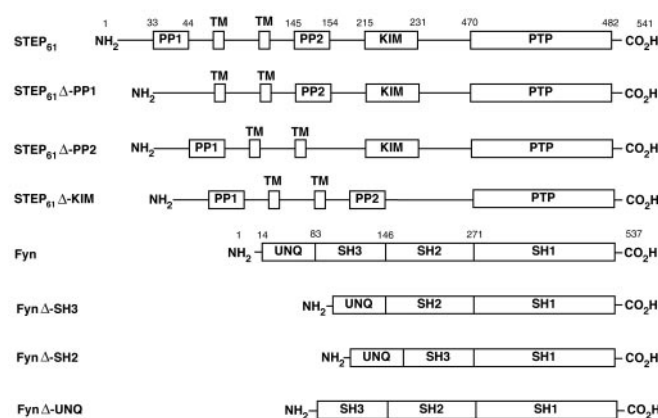 1 33 44 TM TM 145 154 215 231 470 482 541
STEP61 NH2 PP1 PP2 KIM PTP CO2H
TM TM
STEP61 Δ-PP1 NH2 PP2 KIM PTP CO2H
TM TM
STEP61 Δ-PP2 NH2 PP1 KIM PTP CO2H
TM TM
STEP61 Δ-KIM NH2 PP1 PP2 PTP CO2H
1 14 83 146 271 537
Fyn NH2 UNQ SH3 SH2 SH1 CO2H
Fyn Δ-SH3 NH2 UNQ SH2 SH1 CO2H
Fyn Δ-SH2 NH2 UNQ SH3 SH1 CO2H
Fyn Δ-UNQ NH2 SH3 SH2 SH1 CO2H